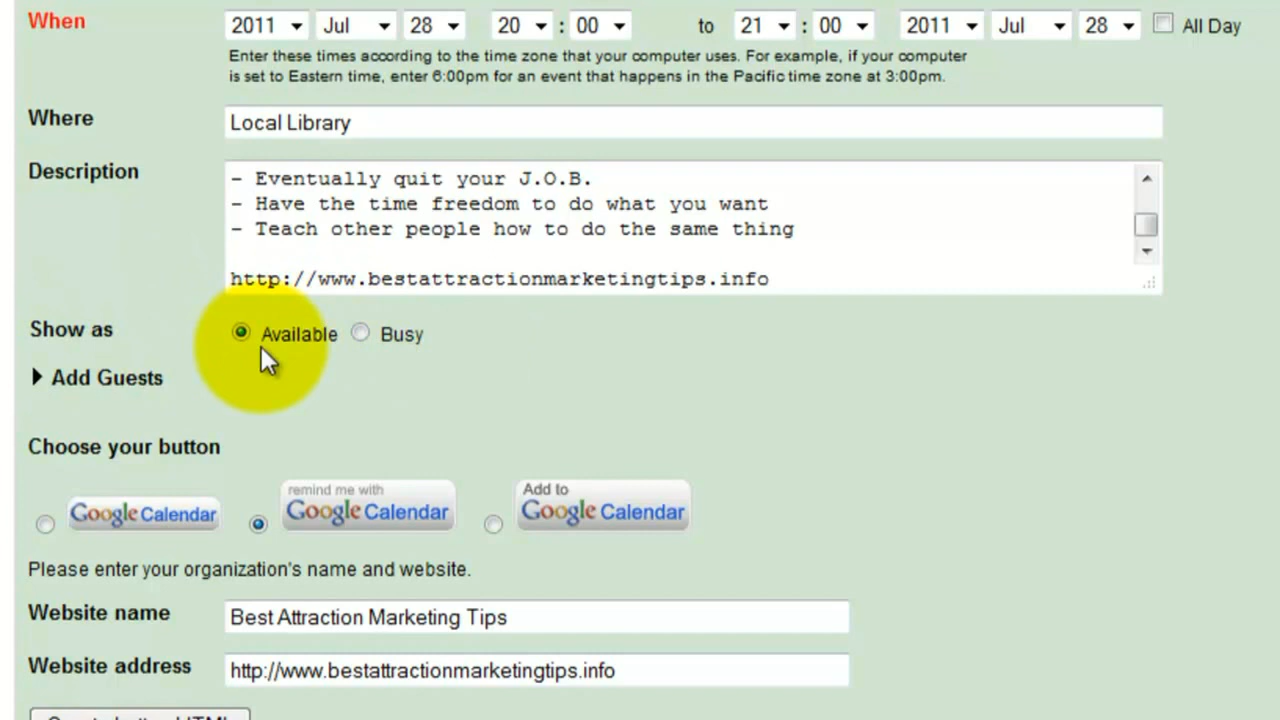 When 2011 Jul 28 20 : 00 to 21 : 00 2011 Jul 28 All Day
Enter these times according to the time zone that your computer uses. For example, if your computer
is set to Eastern time, enter 6:00pm for an event that happens in the Pacific time zone at 3:00pm.
Where Local Library
Description
- Eventually quit your J.O.B.
- Have the time freedom to do what you want
- Teach other people how to do the same thing
http://www.bestattractionmarketingtips.info
Show as Available Busy
Add Guests
Choose your button
Google Calendar
remind me with
Google Calendar
Add to
Google Calendar
Please enter your organization's name and website.
Website name Best Attraction Marketing Tips
Website address http://www.bestattractionmarketingtips.info